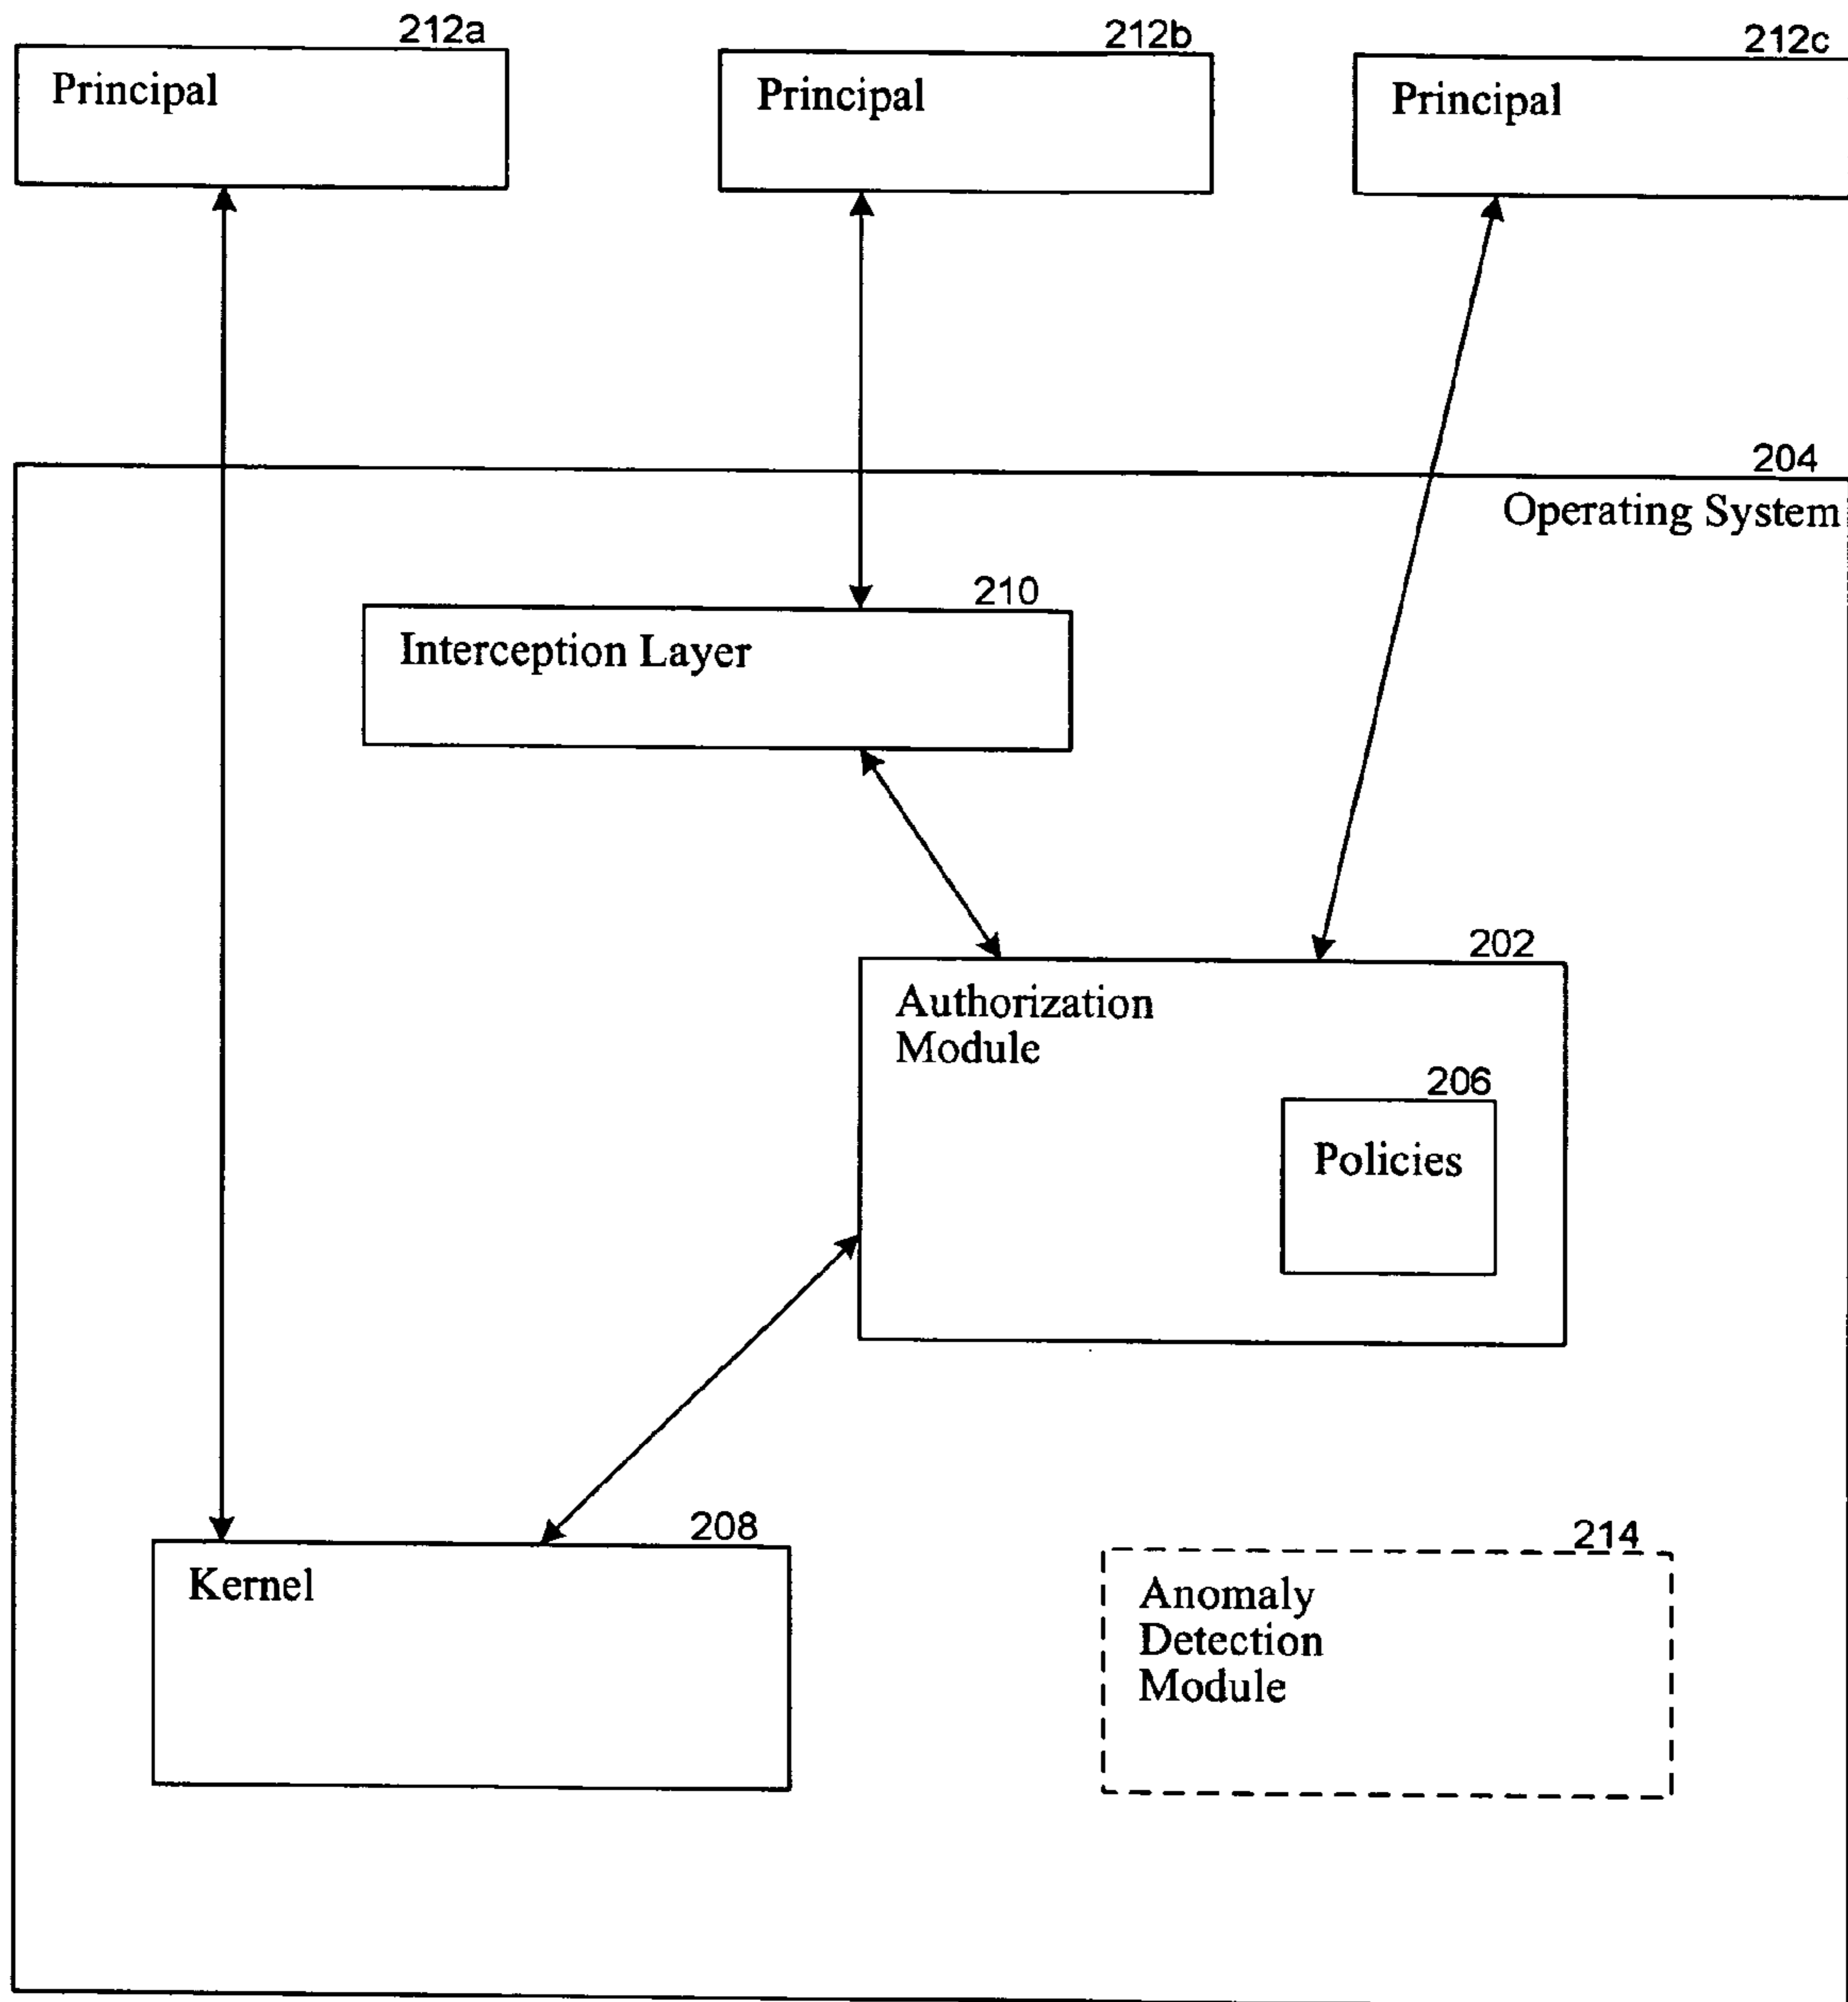 212a
Principal
212b
Principal
212c
Principal
204
Operating System
210
Interception Layer
202
Authorization
Module
206
Policies
208
Kernel
214
Anomaly
Detection
Module